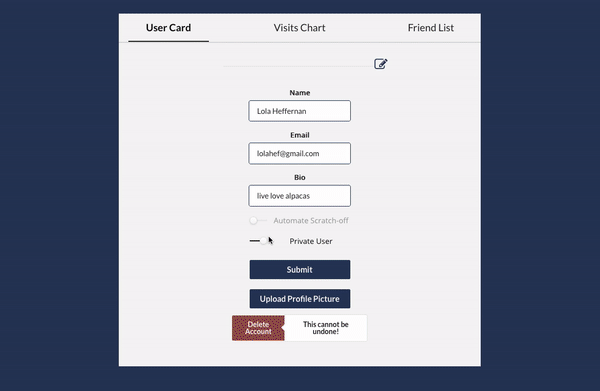 User Card
Visits Chart
Friend List
Name
Lola Heffernan
Email
lolahef@gmail.com
Bio
live love alpacas
Automate Scratch-off
Private User
Submit
Upload Profile Picture
Delete
Account
This cannot be
undone!